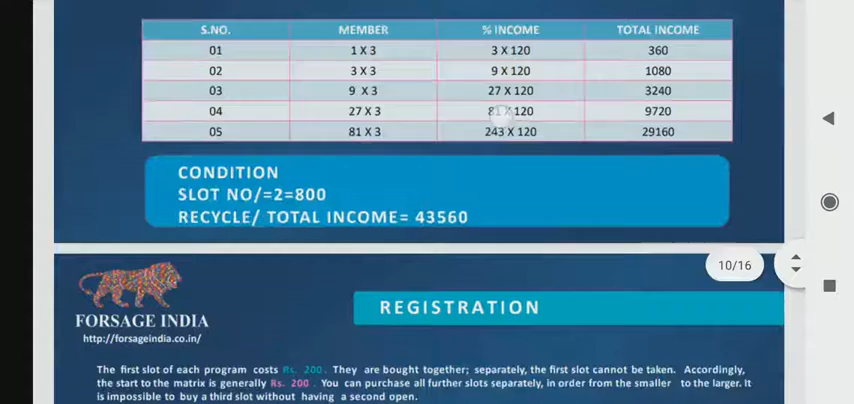 S.NO. MEMBER % INCOME TOTAL INCOME
01 1 X 3 3 X 120 360
02 3 X 3 9 X 120 1080
03 9 X 3 27 X 120 3240
04 27 X 3 81 X 120 9720
05 81 X 3 243 X 120 29160
CONDITION
SLOT NO/=2=800
RECYCLE/ TOTAL INCOME= 43560
10/16
REGISTRATION
FORSAGE INDIA
http://forsageindia.co.in/
The first slot of each program costs Rs. 200. They are bought together; separately, the first slot cannot be taken. Accordingly,
the start to the matrix is generally Rs. 200 . You can purchase all further slots separately, in order from the smaller to the larger. It
is impossible to buy a third slot without having a second open.